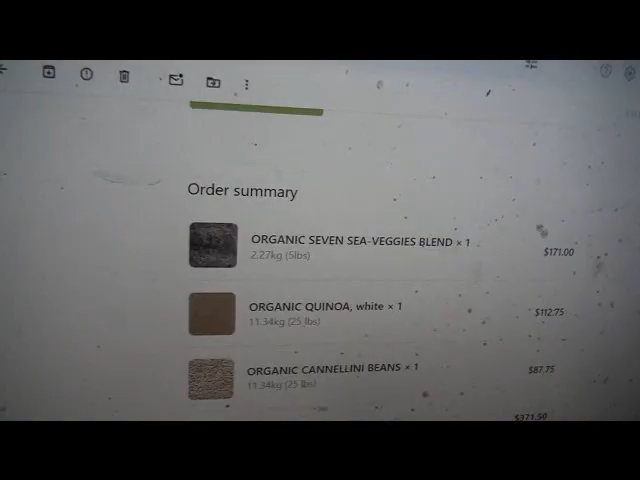 Order summary
ORGANIC SEVEN SEA-VEGGIES BLEND × 1
2.27kg (5lbs)
$171.00
ORGANIC QUINOA, white × 1
11.34kg (25 lbs)
$112.75
ORGANIC CANNELLINI BEANS × 1
11.34kg (25 lbs)
$87.75
$371.50